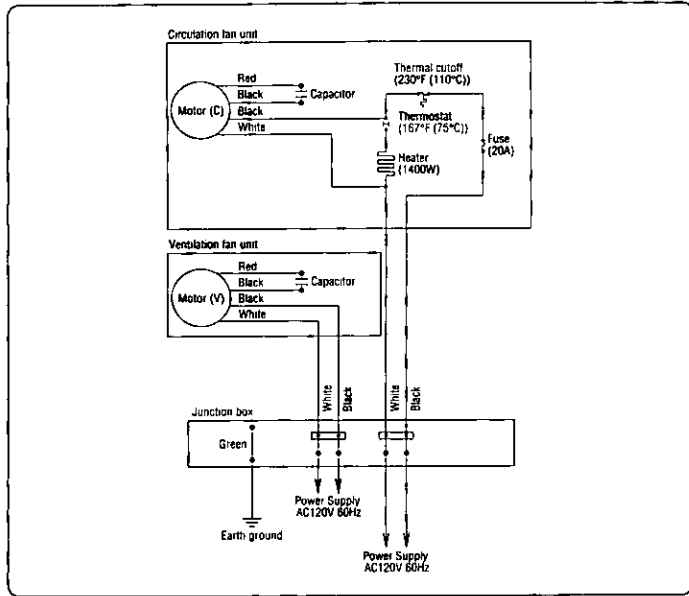 Circulation fan unit
Thermal cutoff
(230°F (110°C))
Red
Black
Capacitor
Black
Motor (C)
White
Thermostat
(167°F (75°C))
Fuse
(20A)
Heater
(1400W)
Ventilation fan unit
Red
Black
Capacitor
Black
Motor (V)
White
White
Black
White
Black
Junction box
Green
Power Supply
AC120V 60Hz
Earth ground
Power Supply
AC120V 60Hz